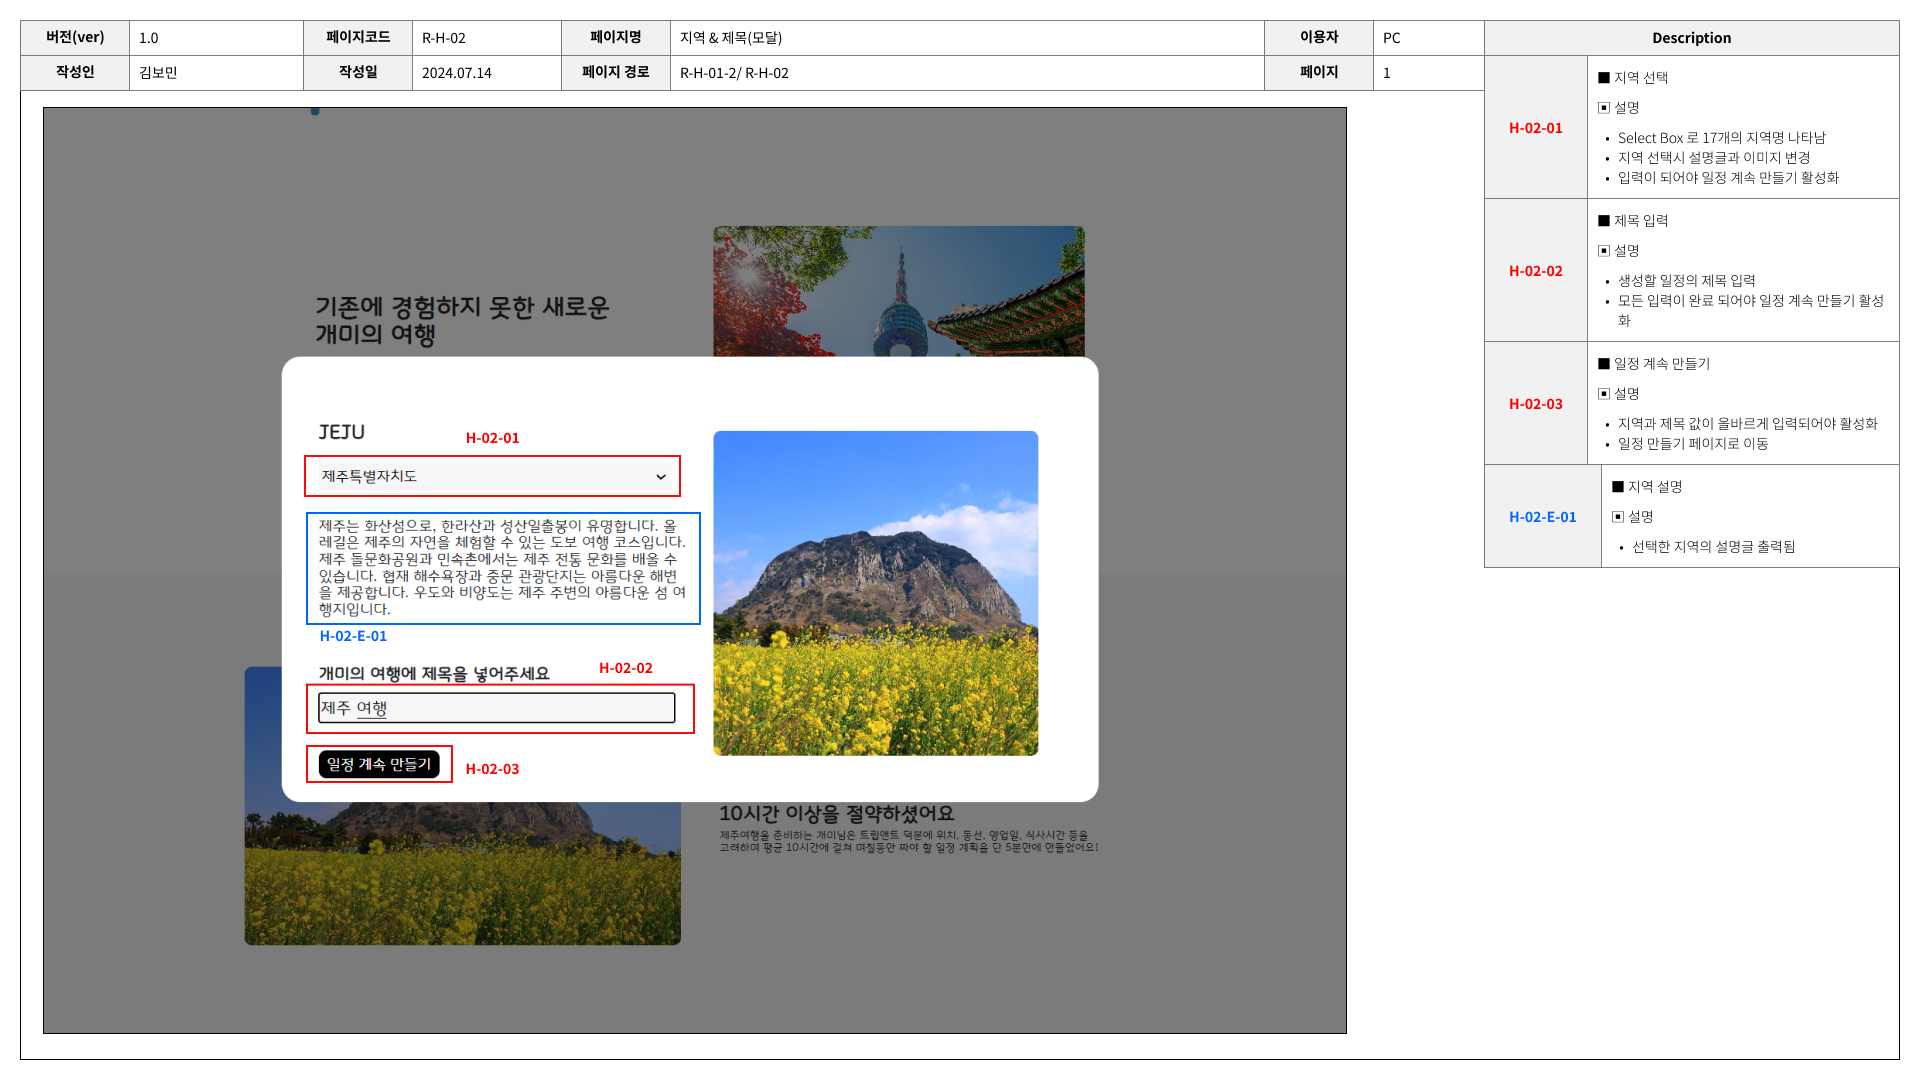 버전(ver) 1.0 페이지코드 R-H-02 페이지명 지역 & 제목(모달) 이용자 PC Description
작성인 김보민 작성일 2024.07.14 페이지 경로 R-H-01-2/ R-H-02 페이지 1
기존에 경험하지 못한 새로운
개미의 여행
JEJU
H-02-01
제주특별자치도
제주는 화산섬으로, 한라산과 성산일출봉이 유명합니다. 올
레길은 제주의 자연을 체험할 수 있는 도보 여행 코스입니다.
제주 돌문화공원과 민속촌에서는 제주 전통 문화를 배울 수
있습니다. 협재 해수욕장과 중문 관광단지는 아름다운 해변
을 제공합니다. 우도와 비양도는 제주 주변의 아름다운 섬 여
행지입니다.
H-02-E-01
개미의 여행에 제목을 넣어주세요
H-02-02
제주 여행
일정 계속 만들기
H-02-03
10시간 이상을 절약하셨어요
제주여행을 준비하는 개미님은 트립앤트 덕분에 위치, 동선, 영업일, 식사시간 등을
고려하며 평균 10시간에 걸쳐 며칠동안 짜야 할 일정 계획을 단 5분만에 만들었어요!
H-02-01
■ 지역 선택
▣ 설명
• Select Box 로 17개의 지역명 나타남
• 지역 선택시 설명글과 이미지 변경
• 입력이 되어야 일정 계속 만들기 활성화
H-02-02
■ 제목 입력
▣ 설명
• 생성할 일정의 제목 입력
• 모든 입력이 완료 되어야 일정 계속 만들기 활성
화
H-02-03
■ 일정 계속 만들기
▣ 설명
• 지역과 제목 값이 올바르게 입력되어야 활성화
• 일정 만들기 페이지로 이동
H-02-E-01
■ 지역 설명
▣ 설명
• 선택한 지역의 설명글 출력됨